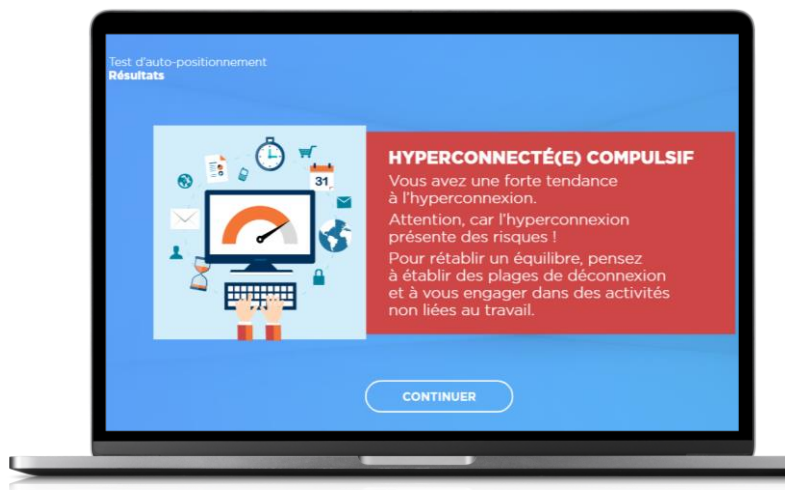 Test d'auto-positionnement
Résultats
31
HYPERCONNECTÉ(E) COMPULSIF
Vous avez une forte tendance
à l'hyperconnexion.
Attention, car l'hyperconnexion
présente des risques !
Pour rétablir un équilibre, pensez
à établir des plages de déconnexion
et à vous engager dans des activités
non liées au travail.
CONTINUER